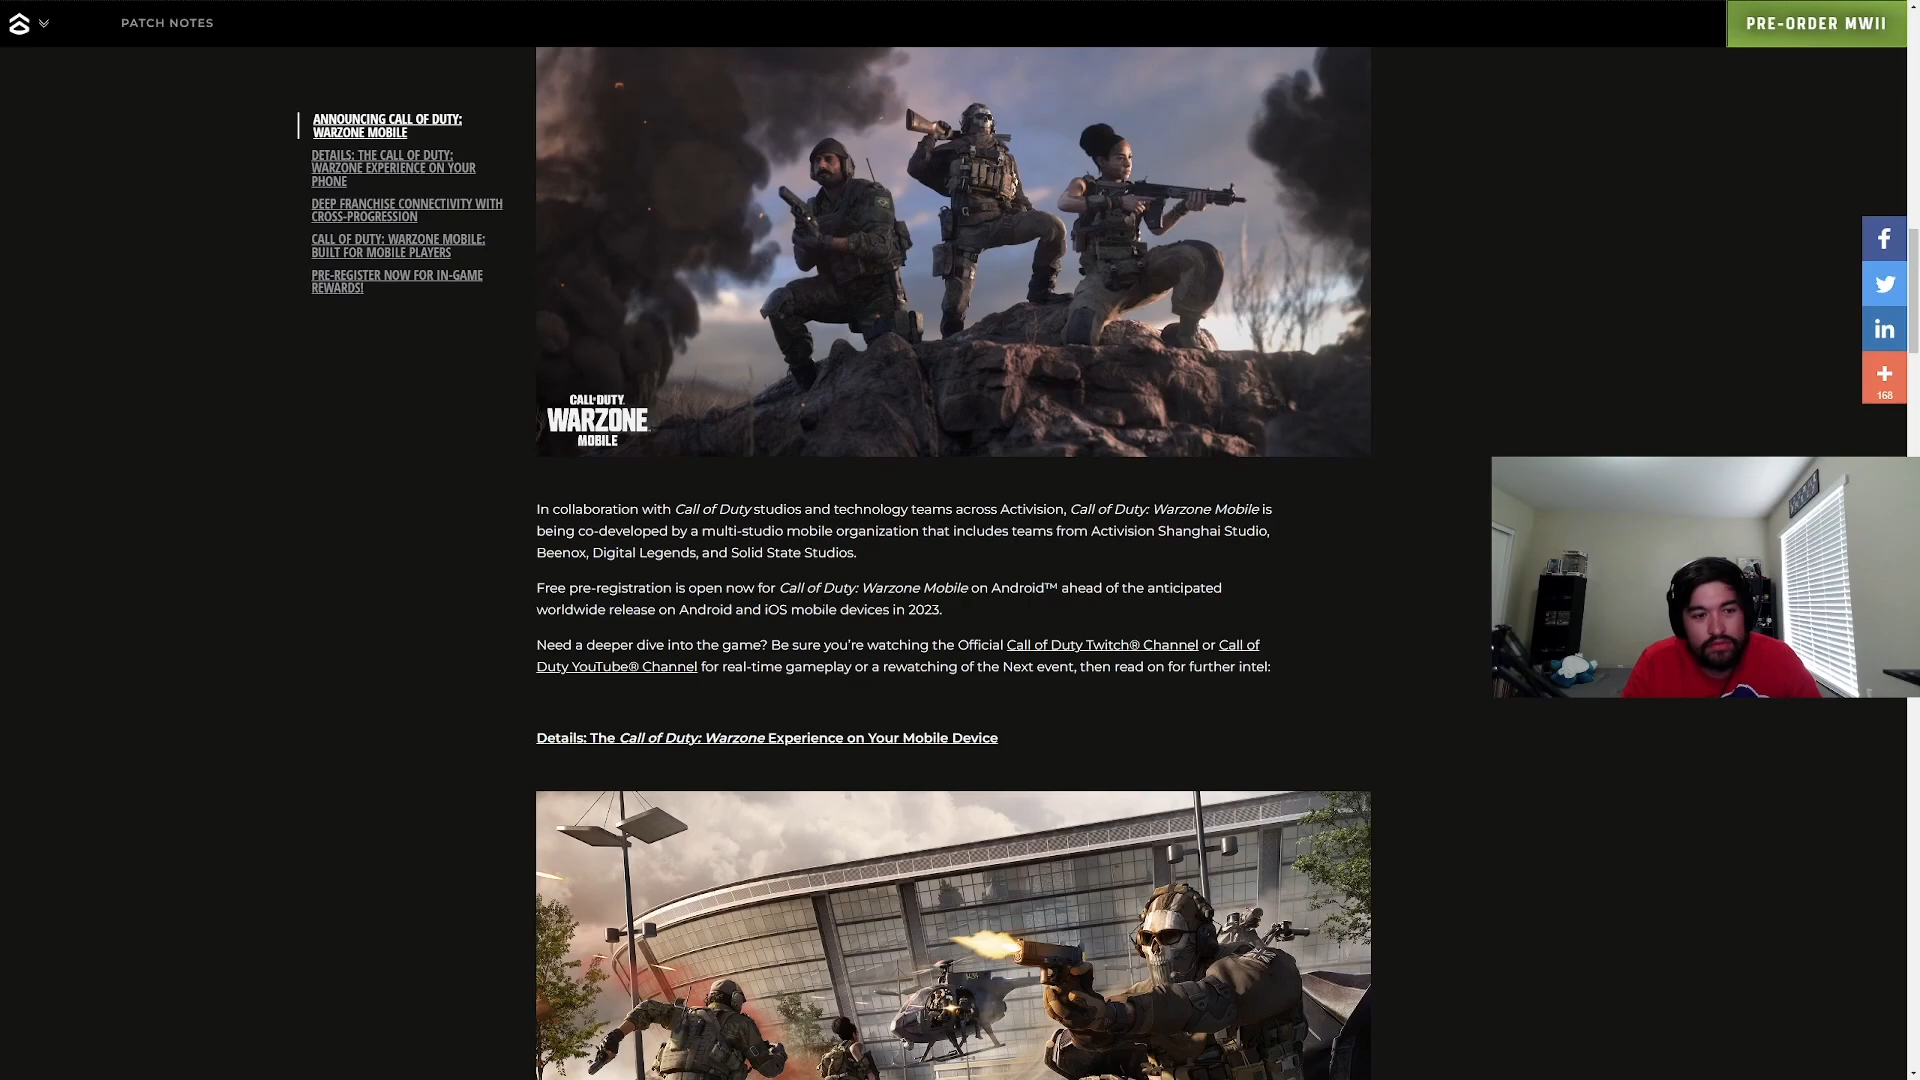 PATCH NOTES
PRE-ORDER MWII
ANNOUNCING CALL OF DUTY:
WARZONE MOBILE
DETAILS: THE CALL OF DUTY:
WARZONE EXPERIENCE ON YOUR
PHONE
DEEP FRANCHISE CONNECTIVITY WITH
CROSS-PROGRESSION
CALL OF DUTY: WARZONE MOBILE:
BUILT FOR MOBILE PLAYERS
PRE-REGISTER NOW FOR IN-GAME
REWARDS!
CALL OF DUTY
WARZONE
MOBILE
168
In collaboration with Call of Duty studios and technology teams across Activision, Call of Duty: Warzone Mobile is
being co-developed by a multi-studio mobile organization that includes teams from Activision Shanghai Studio,
Beenox, Digital Legends, and Solid State Studios.
Free pre-registration is open now for Call of Duty: Warzone Mobile on Android™ ahead of the anticipated
worldwide release on Android and iOS mobile devices in 2023.
Need a deeper dive into the game? Be sure you're watching the Official Call of Duty Twitch® Channel or Call of
Duty YouTube® Channel for real-time gameplay or a rewatching of the Next event, then read on for further intel:
Details: The Call of Duty: Warzone Experience on Your Mobile Device